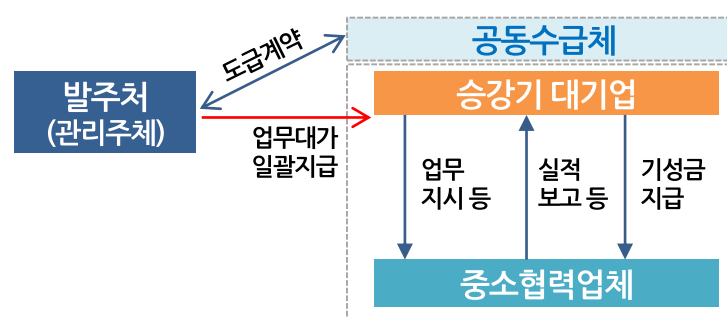 공동수급체
도급계약
발주처
(관리주체)
승강기 대기업
업무대가
일괄지급
업무
지시 등
실적
보고 등
기성금
지급
중소협력업체